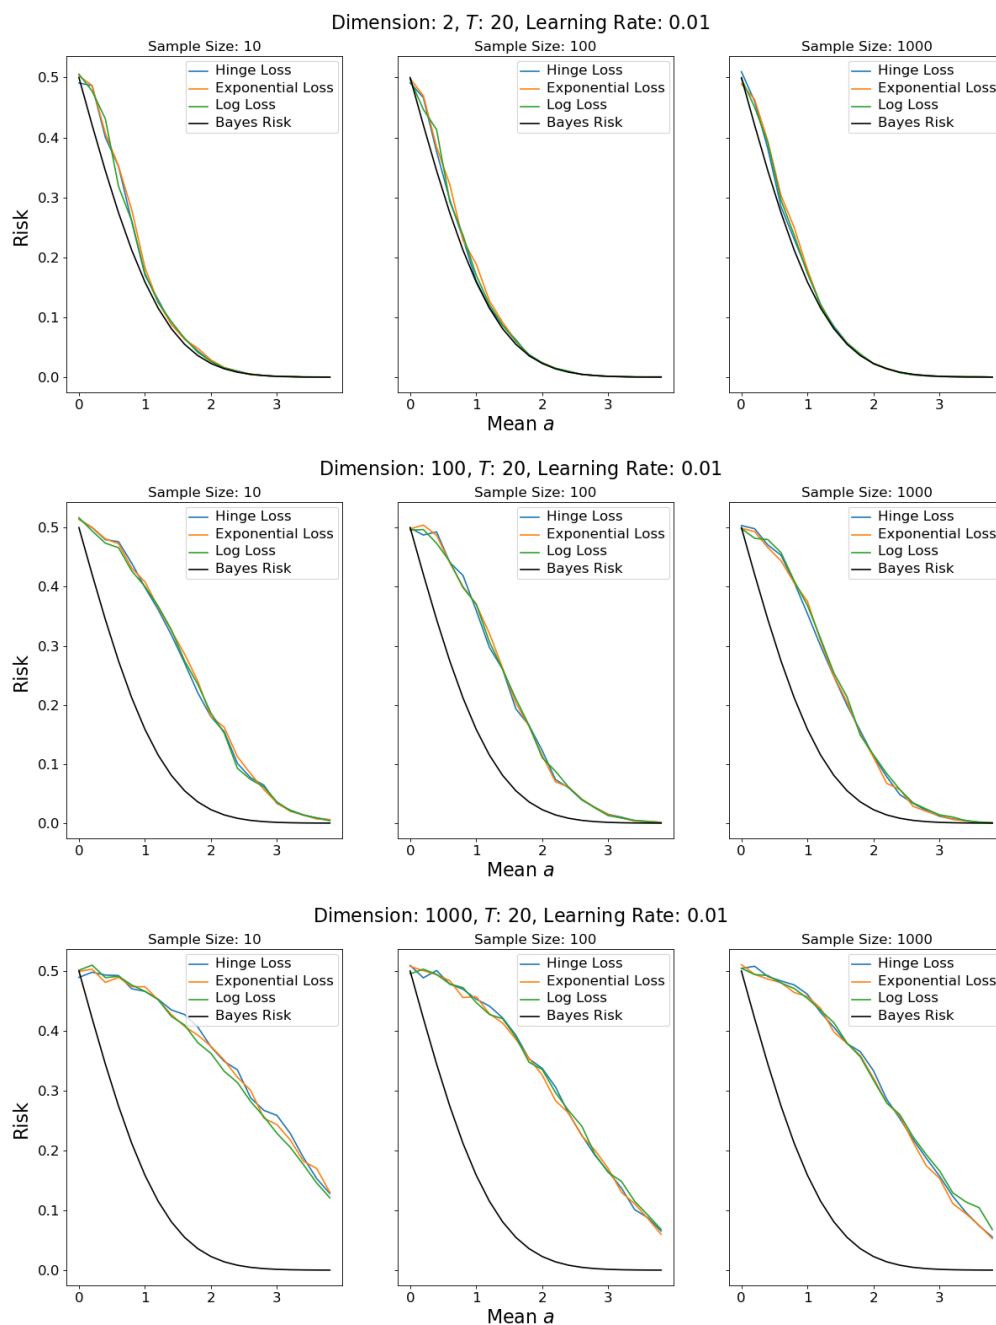 Dimension: 2, T: 20, Learning Rate: 0.01
Sample Size: 10
Sample Size: 100
Sample Size: 1000
Risk
0.5
0.4
0.3
0.2
0.1
0.0
Hinge Loss
Exponential Loss
Log Loss
Bayes Risk
Hinge Loss
Exponential Loss
Log Loss
Bayes Risk
Hinge Loss
Exponential Loss
Log Loss
Bayes Risk
0 1 2 3
0 1 2 3
0 1 2 3
Mean a
Dimension: 100, T: 20, Learning Rate: 0.01
Sample Size: 10
Sample Size: 100
Sample Size: 1000
Risk
0.5
0.4
0.3
0.2
0.1
0.0
Hinge Loss
Exponential Loss
Log Loss
Bayes Risk
Hinge Loss
Exponential Loss
Log Loss
Bayes Risk
Hinge Loss
Exponential Loss
Log Loss
Bayes Risk
0 1 2 3
0 1 2 3
0 1 2 3
Mean a
Dimension: 1000, T: 20, Learning Rate: 0.01
Sample Size: 10
Sample Size: 100
Sample Size: 1000
Risk
0.5
0.4
0.3
0.2
0.1
0.0
Hinge Loss
Exponential Loss
Log Loss
Bayes Risk
Hinge Loss
Exponential Loss
Log Loss
Bayes Risk
Hinge Loss
Exponential Loss
Log Loss
Bayes Risk
0 1 2 3
0 1 2 3
0 1 2 3
Mean a